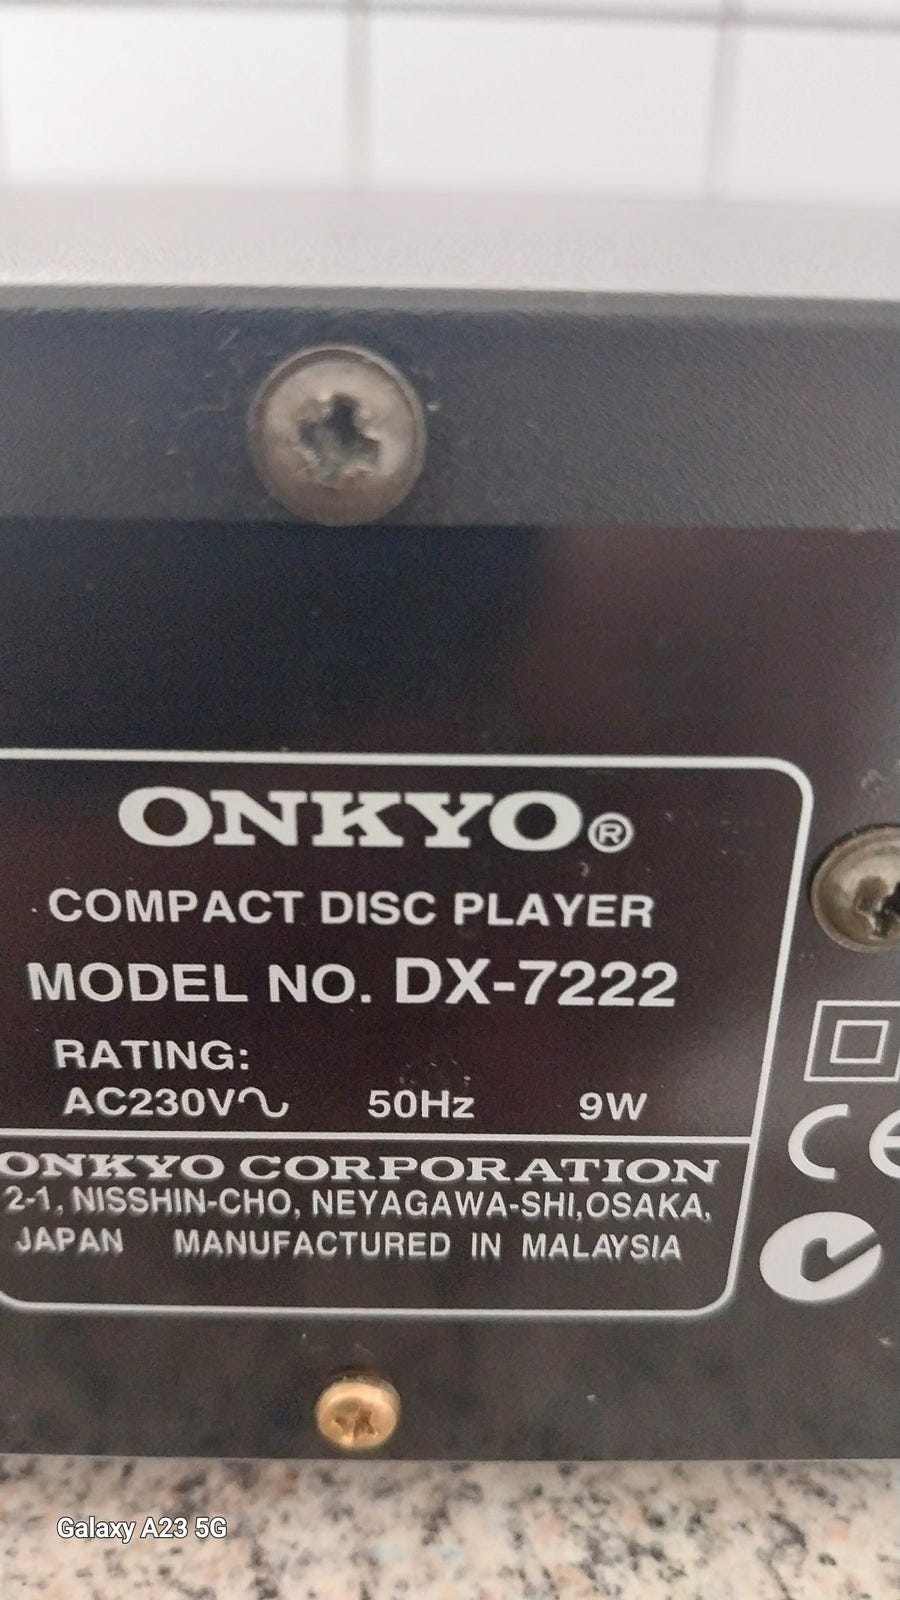 ONKYO®
COMPACT DISC PLAYER
MODEL NO. DX-7222
RATING:
AC230V∿ 50Hz 9W
ONKYO CORPORATION
2-1, NISSHIN-CHO, NEYAGAWA-SHI,OSAKA,
JAPAN MANUFACTURED IN MALAYSIA
CE
Galaxy A23 5G